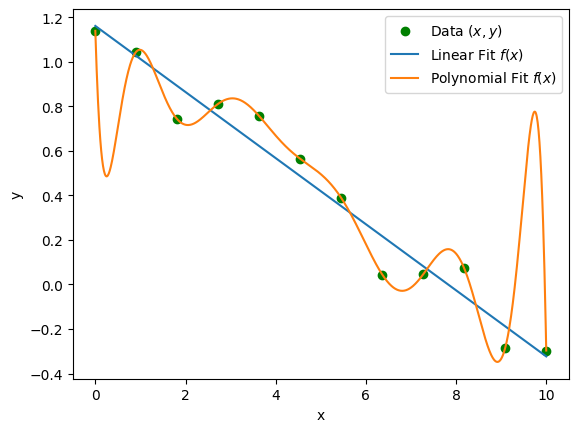 Data (x, y)
Linear Fit f(x)
Polynomial Fit f(x)
1.2
1.0
0.8
0.6
0.4
0.2
0.0
−0.2
−0.4
y
0 2 4 6 8 10
x